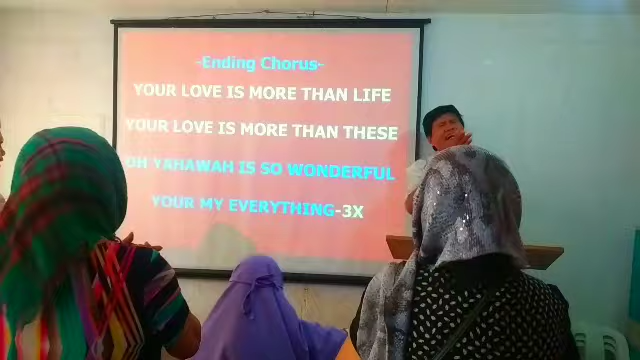 -Ending Chorus-
YOUR LOVE IS MORE THAN LIFE
YOUR LOVE IS MORE THAN THESE
OH YAHAWAH IS SO WONDERFUL
YOUR MY EVERYTHING-3X